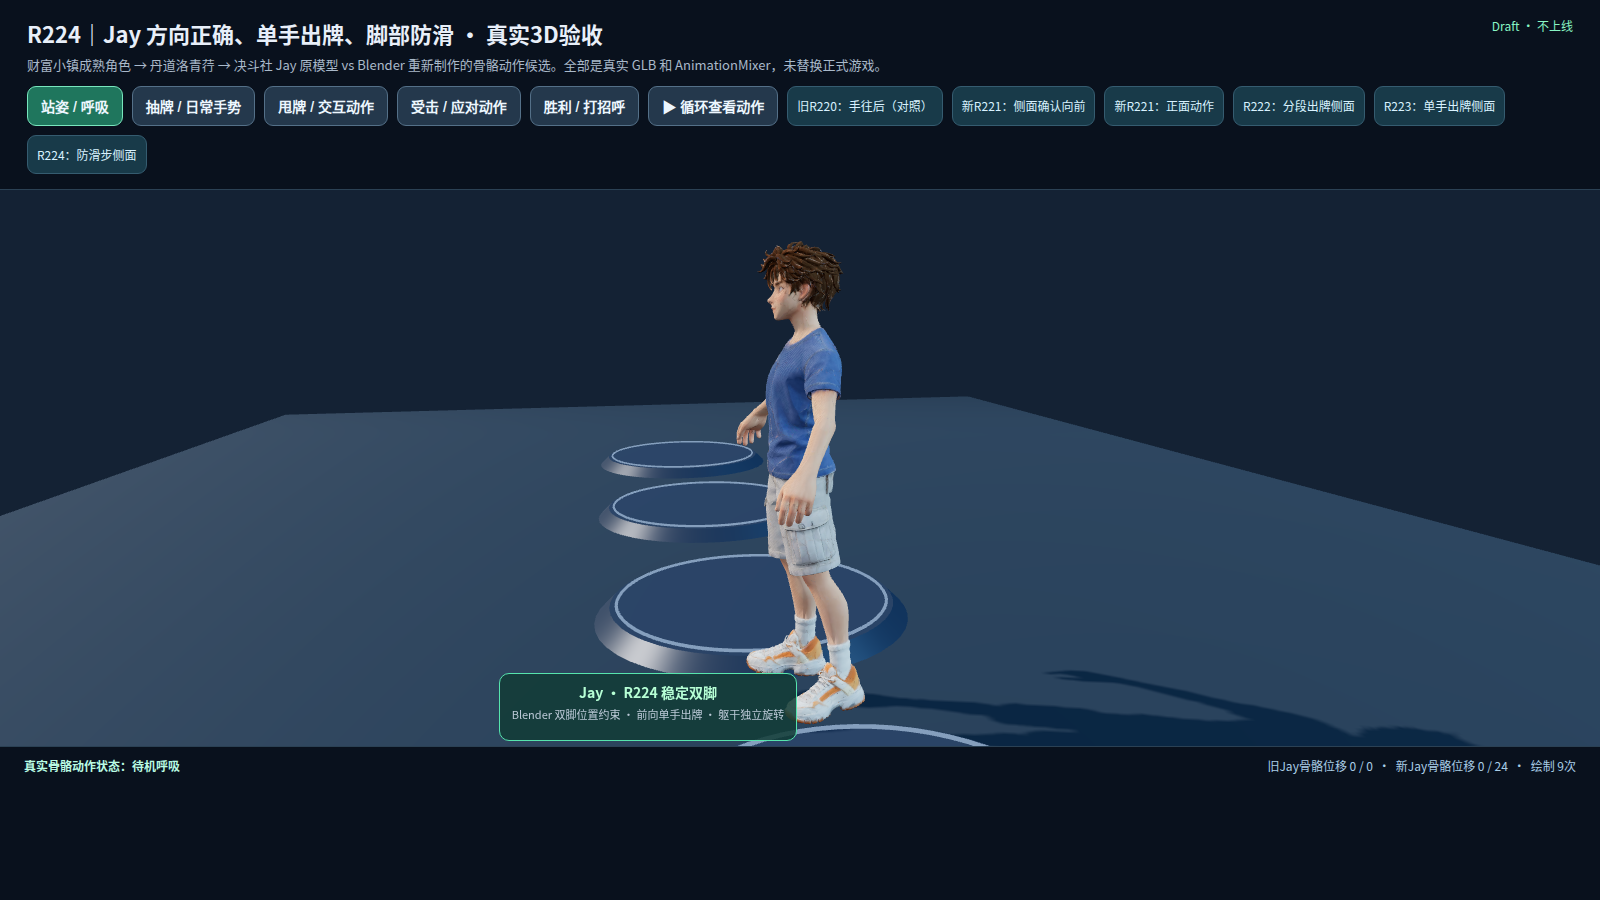 R224｜Jay 方向正确、单手出牌、脚部防滑 · 真实3D验收
Draft · 不上线
财富小镇成熟角色 → 丹道洛青荇 → 决斗社 Jay 原模型 vs Blender 重新制作的骨骼动作候选。全部是真实 GLB 和 AnimationMixer，未替换正式游戏。
站姿 / 呼吸
抽牌 / 日常手势
甩牌 / 交互动作
受击 / 应对动作
胜利 / 打招呼
▶ 循环查看动作
旧R220：手往后（对照）
新R221：侧面确认向前
新R221：正面动作
R222：分段出牌侧面
R223：单手出牌侧面
R224：防滑步侧面
Jay · R224 稳定双脚
Blender 双脚位置约束 · 前向单手出牌 · 躯干独立旋转
真实骨骼动作状态：待机呼吸
旧Jay骨骼位移 0 / 0 · 新Jay骨骼位移 0 / 24 · 绘制 9次